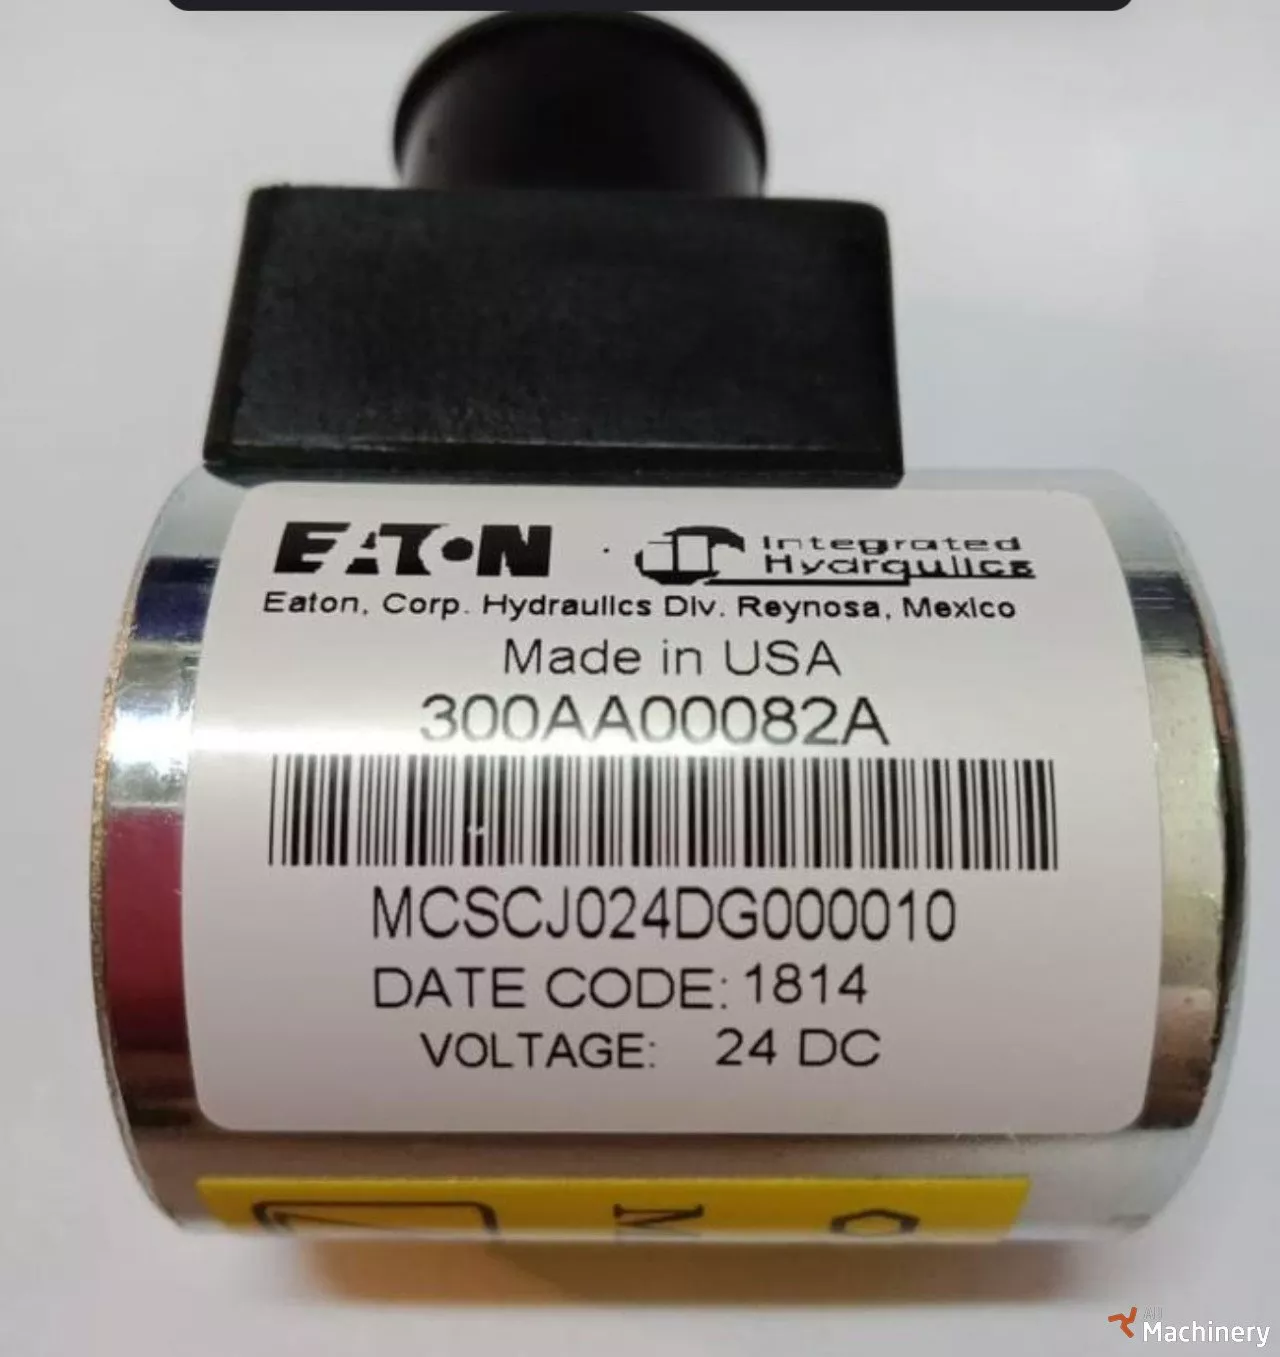 EATON Integrated Hydraulics
Eaton, Corp. Hydraulics Div. Reynosa, Mexico
Made in USA
300AA00082A
MCSCJ024DG000010
DATE CODE: 1814
VOLTAGE: 24 DC
AU
Machinery